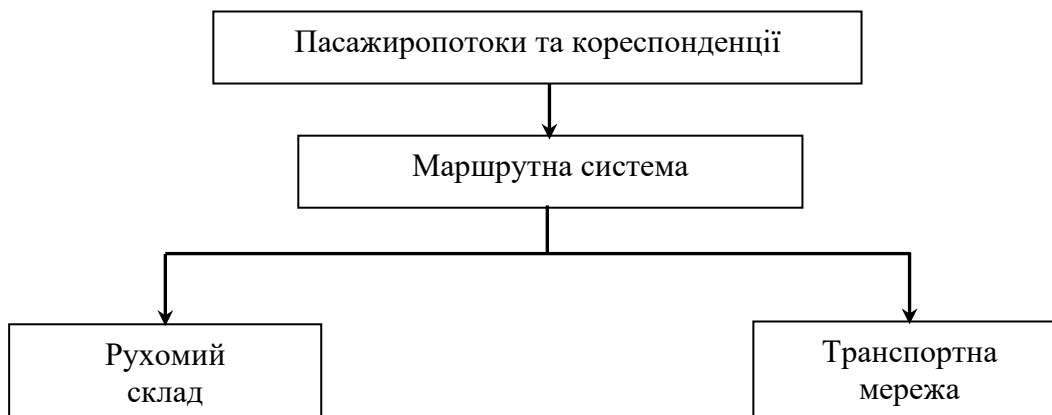 Пасажиропотоки та кореспонденції
Маршрутна система
Рухомий
склад
Транспортна
мережа